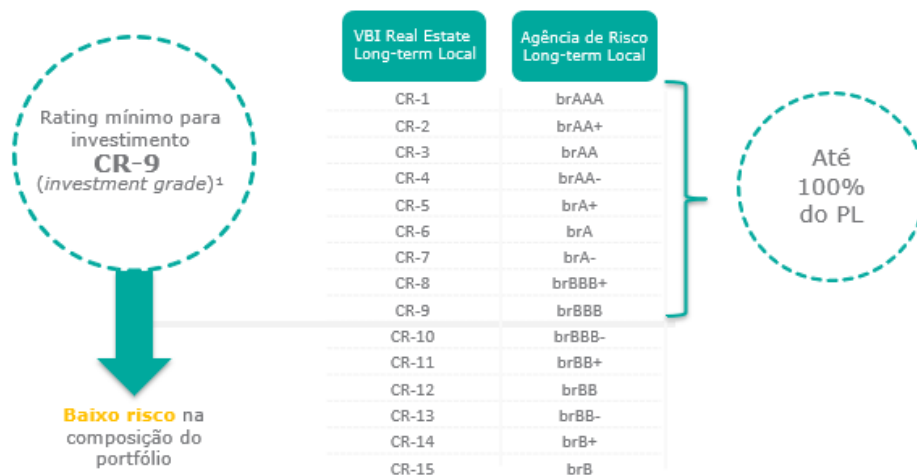 Rating mínimo para
investimento
CR-9
(investment grade)¹
Baixo risco na
composição do
portfólio
VBI Real Estate
Long-term Local
Agência de Risco
Long-term Local
CR-1 brAAA
CR-2 brAA+
CR-3 brAA
CR-4 brAA-
CR-5 brA+
CR-6 brA
CR-7 brA-
CR-8 brBBB+
CR-9 brBBB
CR-10 brBBB-
CR-11 brBB+
CR-12 brBB
CR-13 brBB-
CR-14 brB+
CR-15 brB
Até
100%
do PL